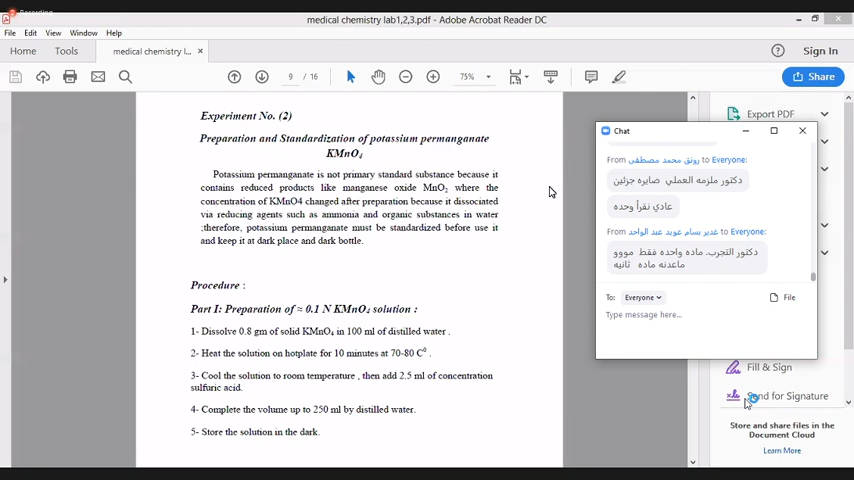 Recording
medical chemistry lab1,2,3.pdf - Adobe Acrobat Reader DC
File Edit View Window Help
Home Tools medical chemistry l... × Sign In
9 / 16 75% Share
Experiment No. (2)
Preparation and Standardization of potassium permanganate
KMnO₄
Potassium permanganate is not primary standard substance because it
contains reduced products like manganese oxide MnO₂ where the
concentration of KMnO4 changed after preparation because it dissociated
via reducing agents such as ammonia and organic substances in water
;therefore, potassium permanganate must be standardized before use it
and keep it at dark place and dark bottle.
Procedure :
Part I: Preparation of ≈ 0.1 N KMnO₄ solution :
1- Dissolve 0.8 gm of solid KMnO₄ in 100 ml of distilled water .
2- Heat the solution on hotplate for 10 minutes at 70-80 C⁰ .
3- Cool the solution to room temperature , then add 2.5 ml of concentration
sulfuric acid.
4- Complete the volume up to 250 ml by distilled water.
5- Store the solution in the dark.
Chat
From رونق محمد مصطفى to Everyone:
دكتور ملزمه العملي صايره جزئين
عادي نقرأ وحده
From غدير بسام عويد عبد الواحد to Everyone:
دكتور التجرب. ماده واحده فقط مووو
ماعدنه ماده ثانيه
To: Everyone File
Type message here...
Export PDF
Fill & Sign
Send for Signature
Store and share files in the
Document Cloud
Learn More